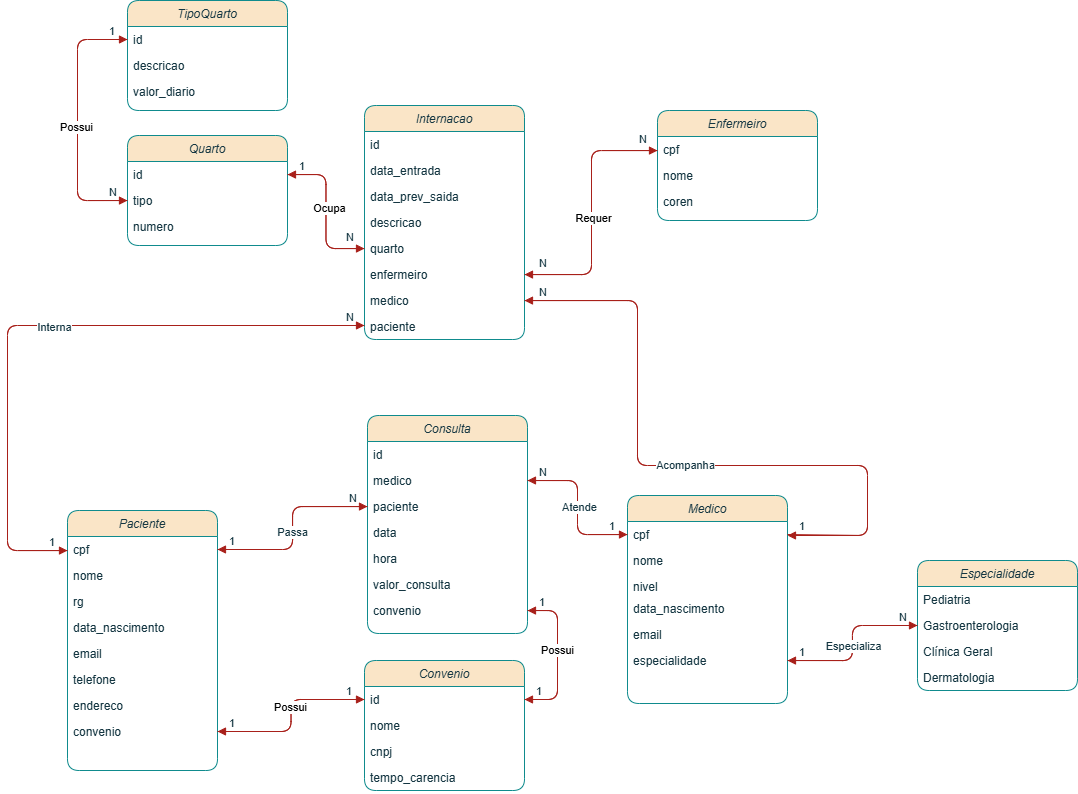 TipoQuarto
1
id
descricao
valor_diario
Possui
Quarto
id
N
tipo
numero
1
Ocupa
N
Internacao
id
data_entrada
data_prev_saida
descricao
quarto
enfermeiro
medico
paciente
Enfermeiro
N
cpf
nome
coren
Requer
N
N
Interna
N
Acompanha
1
Consulta
id
medico
paciente
data
hora
valor_consulta
convenio
N
Atende
1
Medico
cpf
nome
nivel
data_nascimento
email
especialidade
Paciente
1
cpf
nome
rg
data_nascimento
email
telefone
endereco
convenio
1
Passa
N
1
Possui
1
Convenio
id
nome
cnpj
tempo_carencia
1
Possui
1
Especialidade
Pediatria
Gastroenterologia
Clínica Geral
Dermatologia
N
Especializa
1